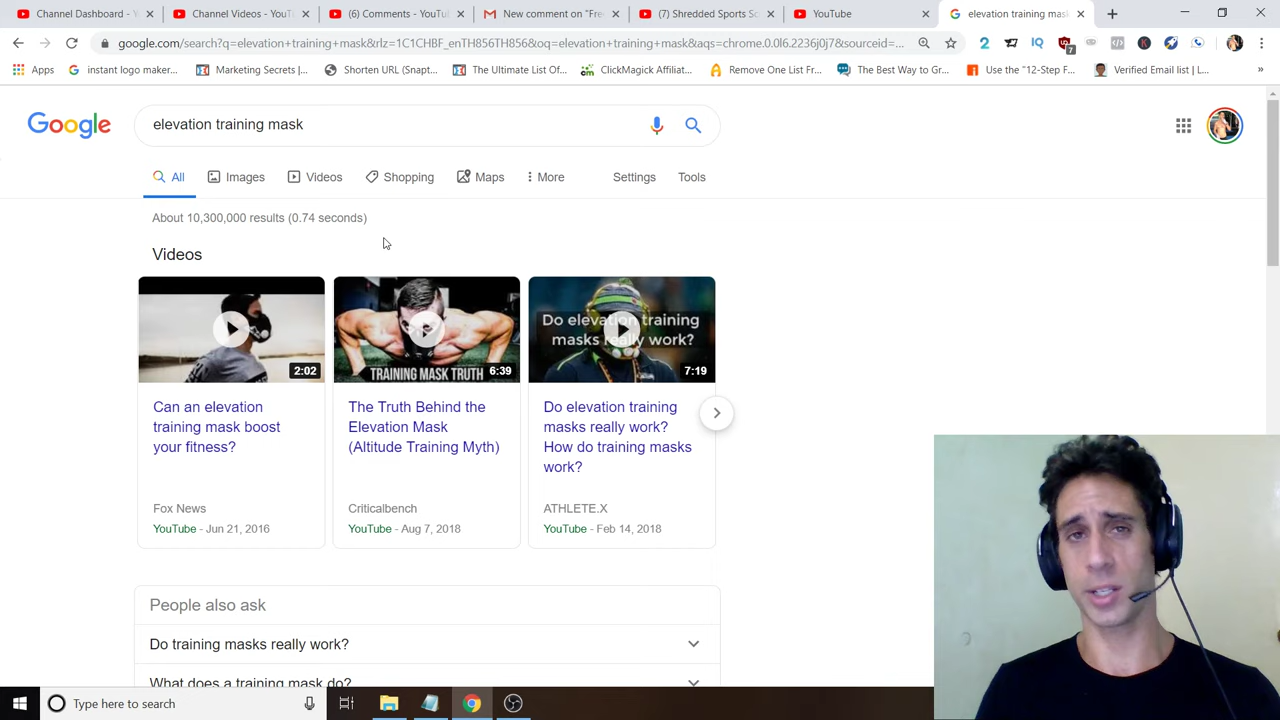 Channel Dashboard - Y
Channel Videos - YouTu
(6) Comments - YouTu
New comment on "Fre
(7) Shredded Sports Sc
YouTube
elevation training mask
google.com/search?q=elevation+training+mask&rlz=1C1CHBF_enTH856TH856&oq=elevation+training+mask&aqs=chrome.0.0l6.2236j0j7&sourceid=...
7
Apps
instant logo maker...
Marketing Secrets |...
Shorten URL (Snapt...
The Ultimate List Of...
ClickMagick Affiliat...
Remove One List Fr...
The Best Way to Gr...
Use the "12-Step F...
Verified Email list | L...
Google
elevation training mask
All
Images
Videos
Shopping
Maps
More
Settings
Tools
About 10,300,000 results (0.74 seconds)
Videos
2:02
TRAINING MASK TRUTH
6:39
Do elevation training
masks really work?
7:19
Can an elevation
training mask boost
your fitness?
Fox News
YouTube - Jun 21, 2016
The Truth Behind the
Elevation Mask
(Altitude Training Myth)
Criticalbench
YouTube - Aug 7, 2018
Do elevation training
masks really work?
How do training masks
work?
ATHLETE.X
YouTube - Feb 14, 2018
People also ask
Do training masks really work?
What does a training mask do?
Type here to search